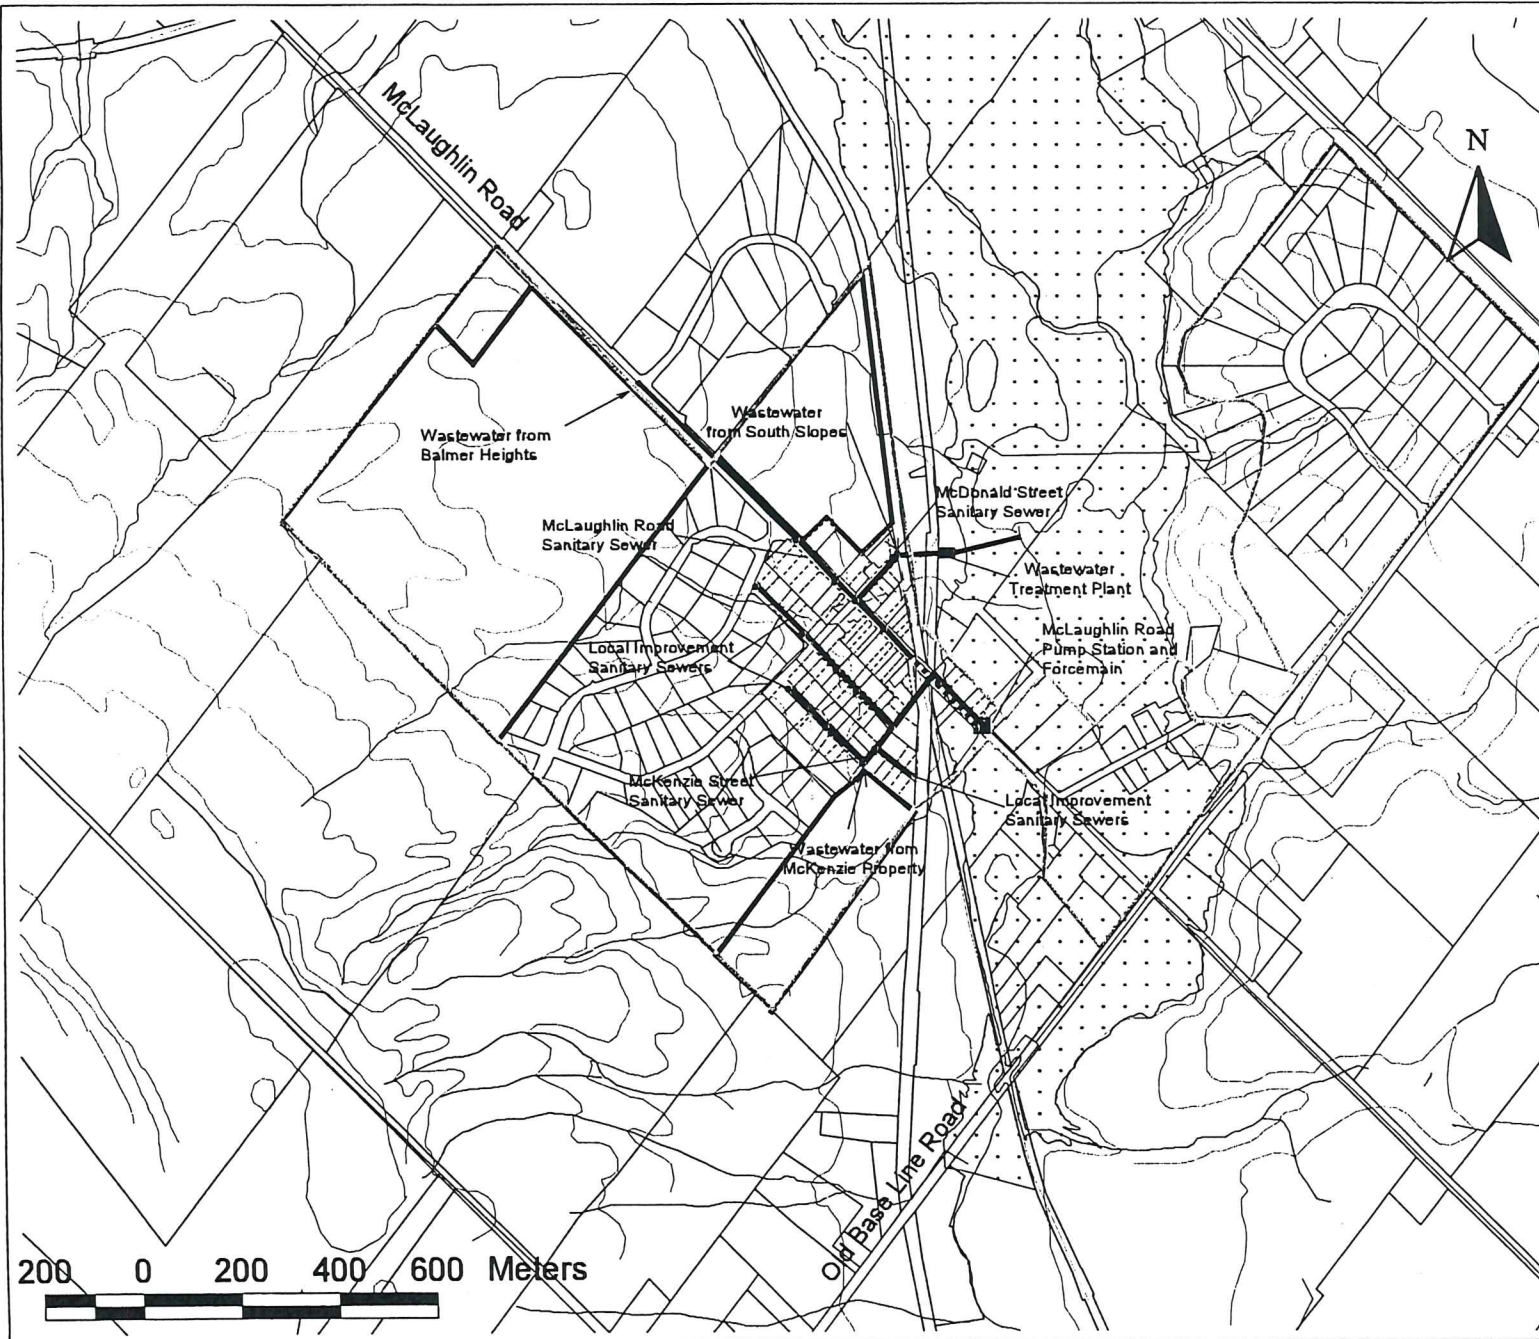 McLaughlin Road
N
Wastewater
from South Slopes
Wastewater from
Balmer Heights
McDonald Street
Sanitary Sewer
McLaughlin Road
Sanitary Sewer
Wastewater
Treatment Plant
McLaughlin Road
Pump Station and
Forcemain
Local Improvement
Sanitary Sewers
McKenzie Street
Sanitary Sewer
Local Improvement
Sanitary Sewers
Wastewater from
McKenzie Property
Old Base Line Road
200 0 200 400 600 Meters